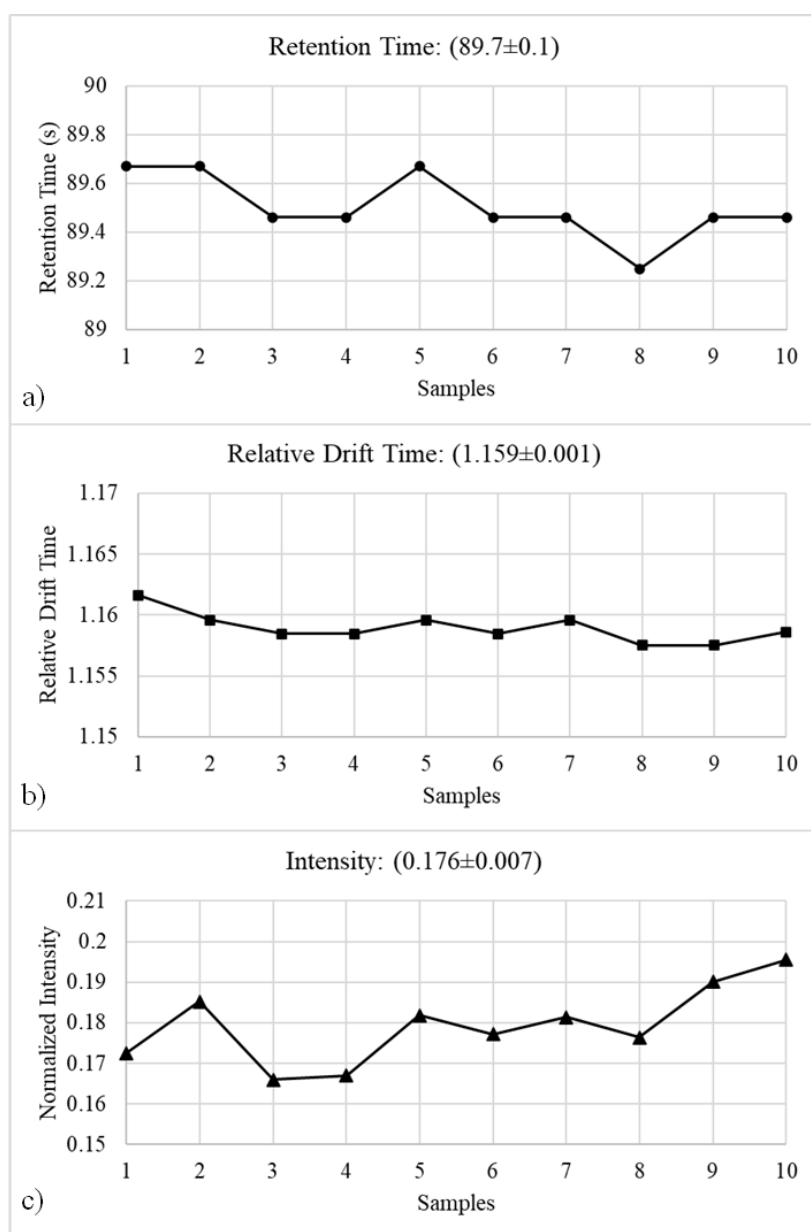 Retention Time: (89.7±0.1)
90
89.8
89.6
89.4
89.2
89
Retention Time (s)
1 2 3 4 5 6 7 8 9 10
Samples
a)
Relative Drift Time: (1.159±0.001)
1.17
1.165
1.16
1.155
1.15
Relative Drift Time
1 2 3 4 5 6 7 8 9 10
Samples
b)
Intensity: (0.176±0.007)
0.21
0.2
0.19
0.18
0.17
0.16
0.15
Normalized Intensity
1 2 3 4 5 6 7 8 9 10
Samples
c)